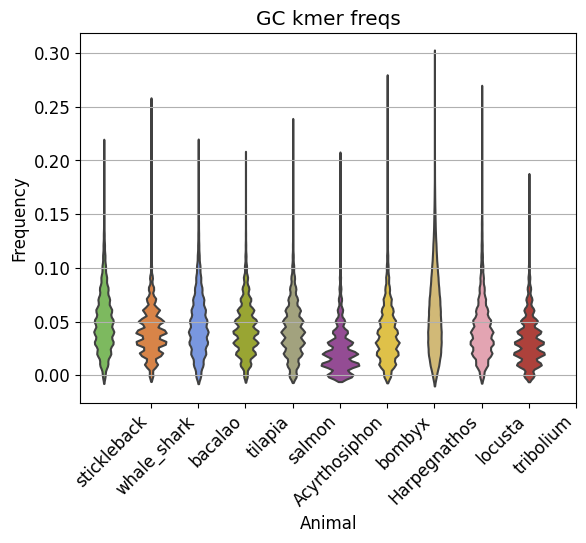 GC kmer freqs
Frequency
0.30
0.25
0.20
0.15
0.10
0.05
0.00
stickleback
whale_shark
bacalao
tilapia
salmon
Acyrthosiphon
bombyx
Harpegnathos
locusta
tribolium
Animal